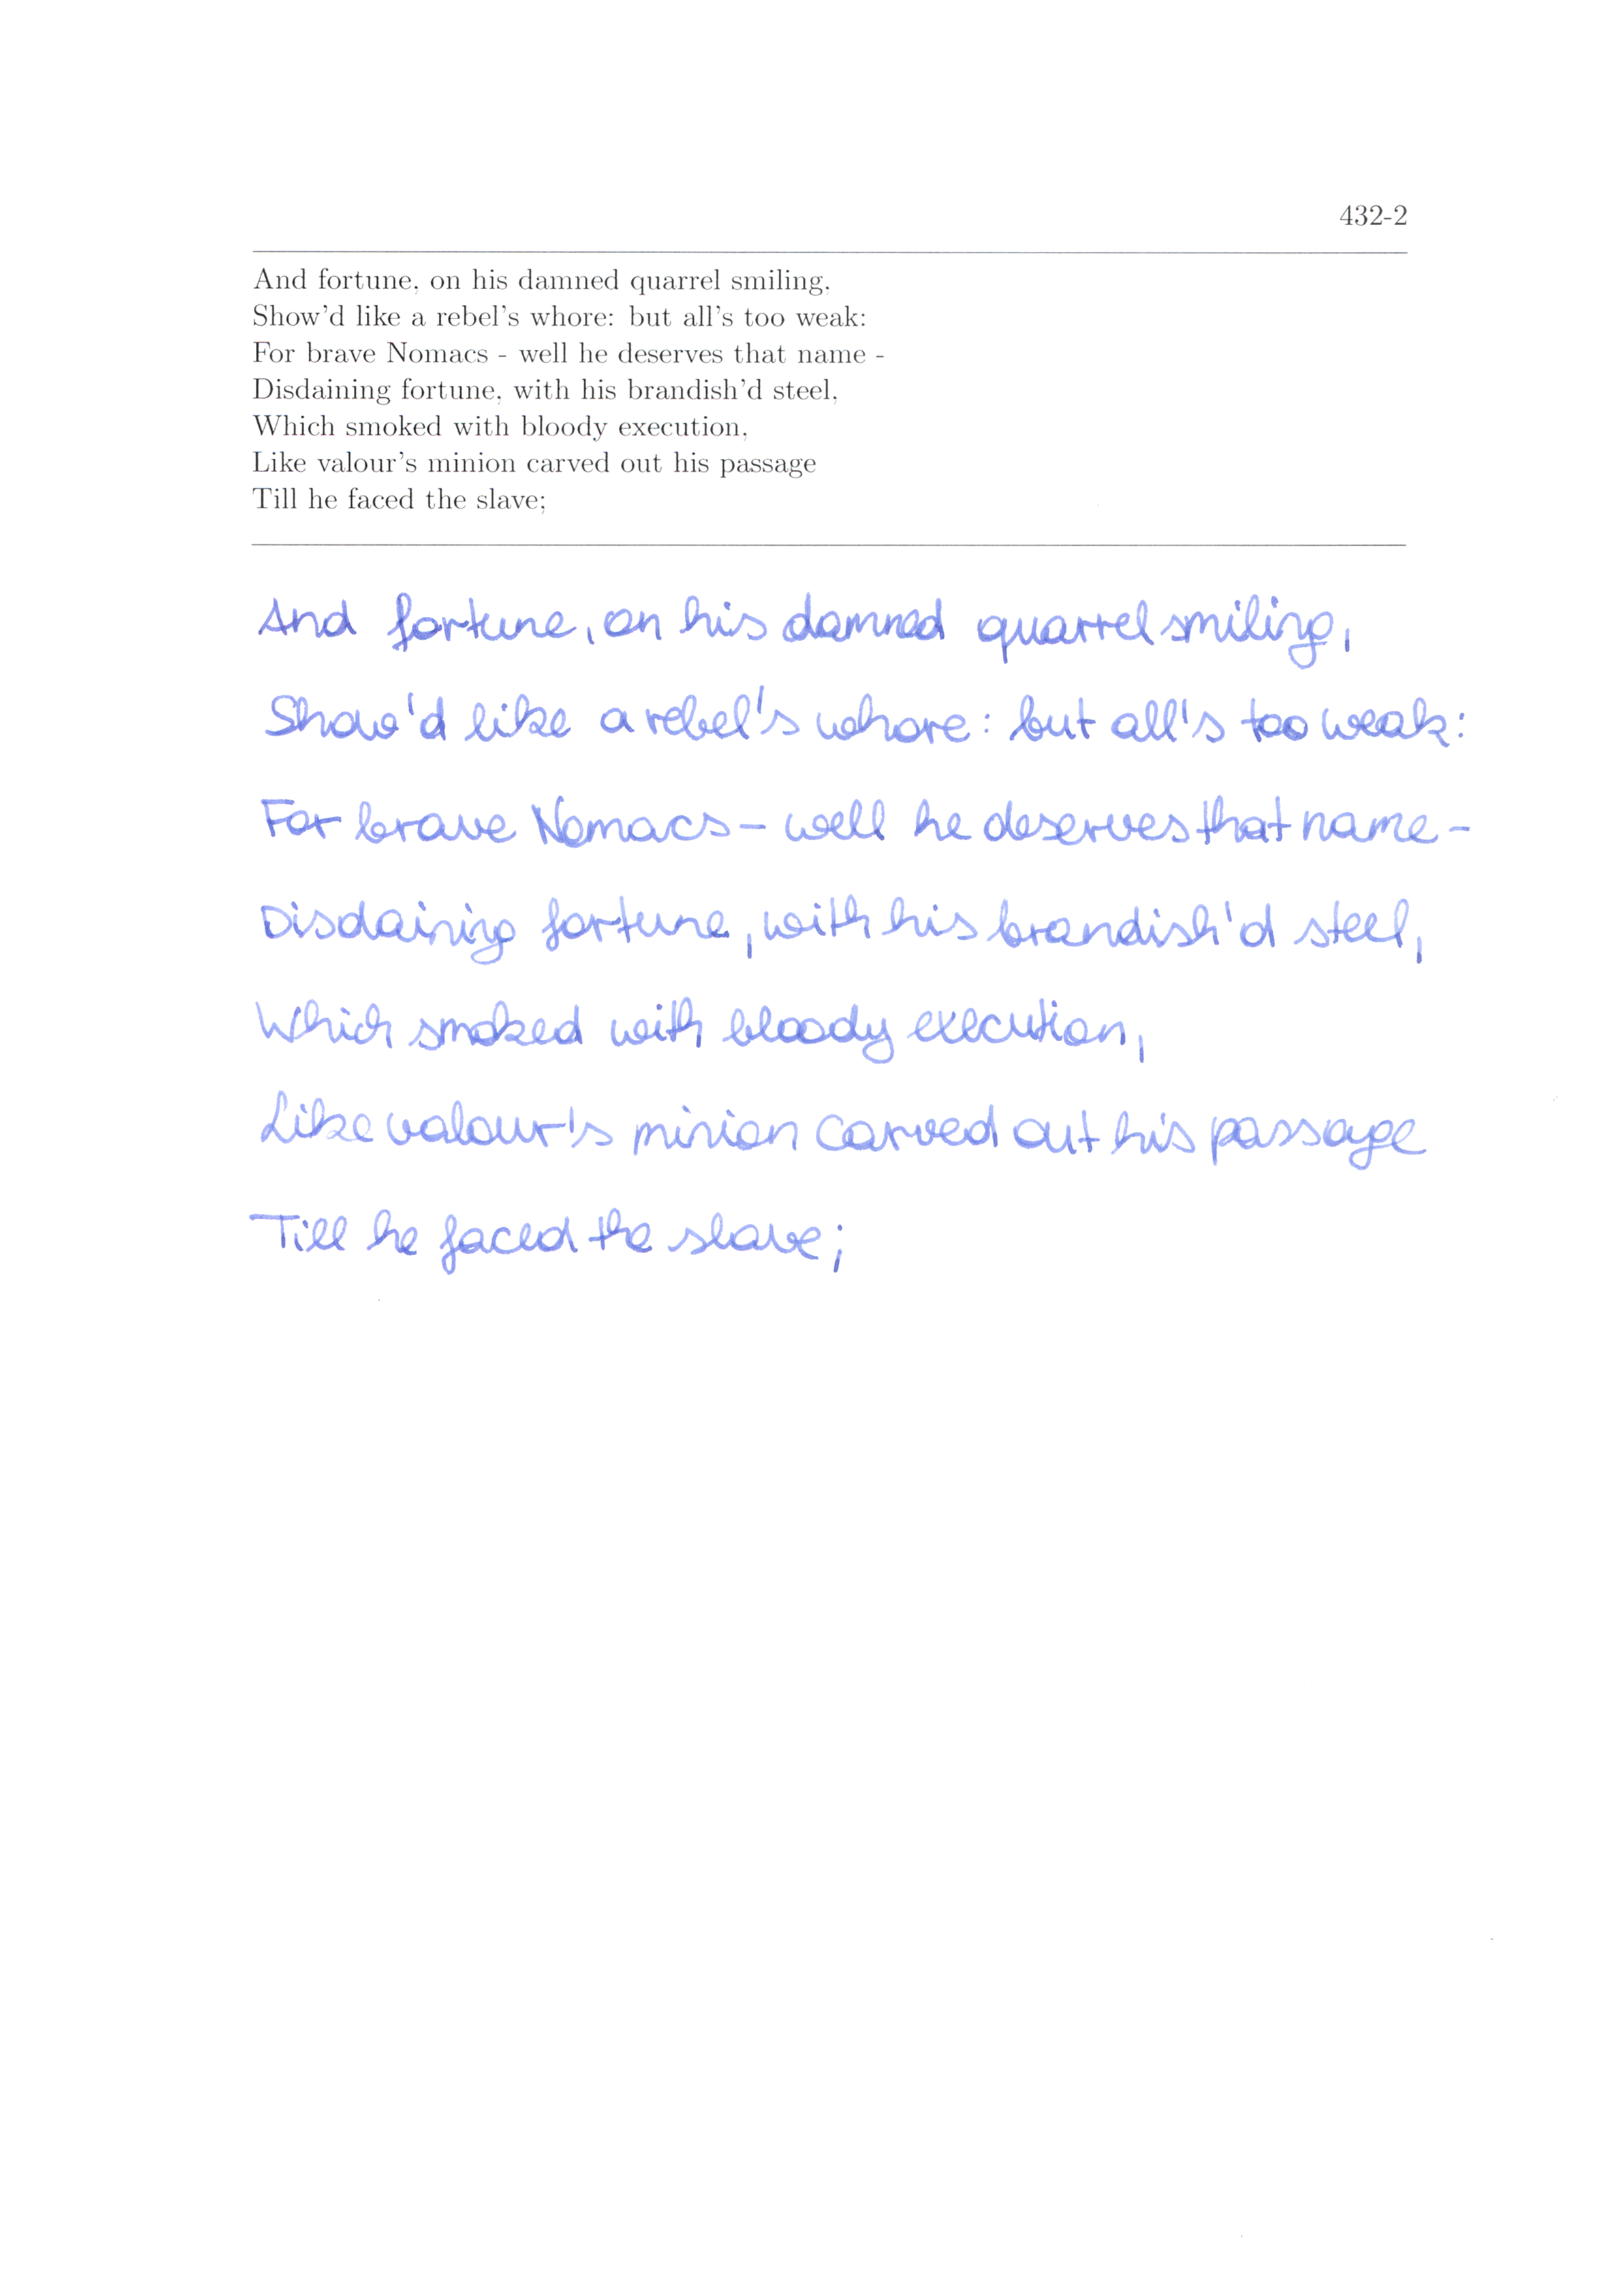 432-2
And fortune, on his damned quarrel smiling,
Show'd like a rebel's whore: but all's too weak:
For brave Nomacs - well he deserves that name -
Disdaining fortune, with his brandish'd steel,
Which smoked with bloody execution,
Like valour's minion carved out his passage
Till he faced the slave;
And fortune, on his damned quarrel smiling,
Show'd like a rebel's whore: but all's too weak:
For brave Nomacs - well he deserves that name -
Disdaining fortune, with his brandish'd steel,
Which smoked with bloody execution,
Like valour's minion carved out his passage
Till he faced the slave;